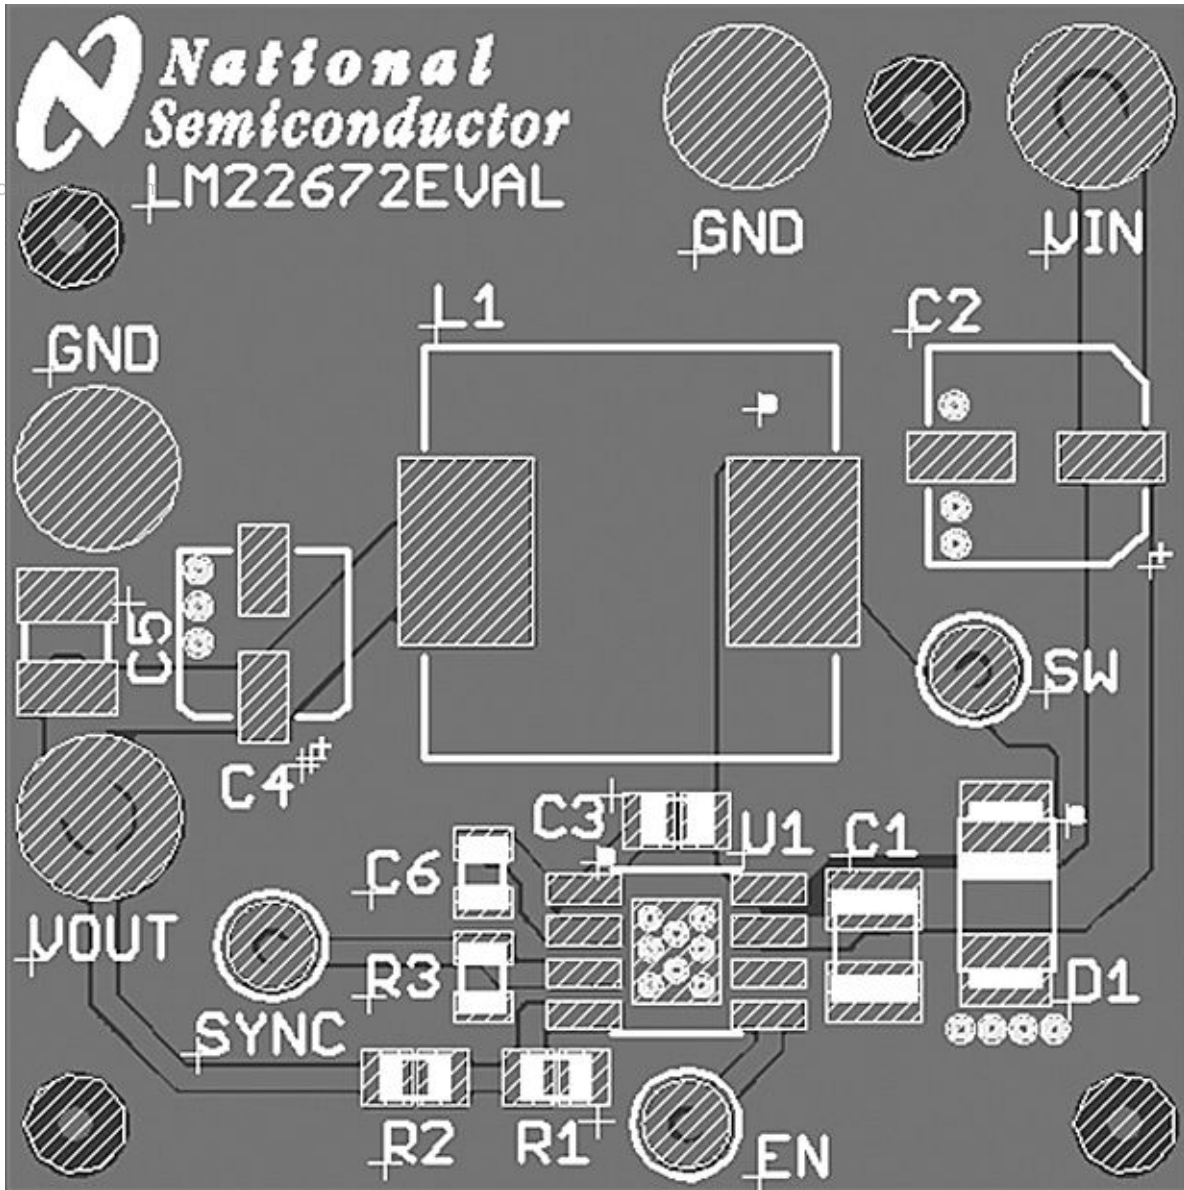 National
Semiconductor
LM22672EVAL
GND
VIN
L1
C2
GND
C5
SW
C4
C3
U1
C1
C6
VOUT
R3
D1
SYNC
R2
R1
EN